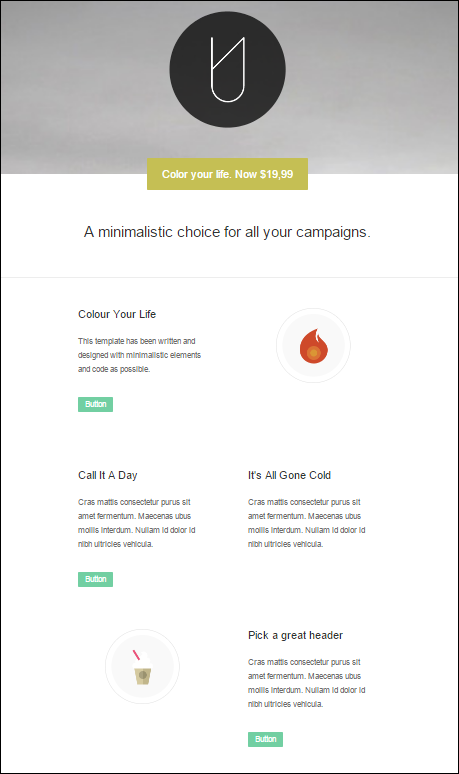 Color your life. Now $19,99
A minimalistic choice for all your campaigns.
Colour Your Life
This template has been written and
designed with minimalistic elements
and code as possible.
Button
Call It A Day
Cras mattis consectetur purus sit
amet fermentum. Maecenas ubus
mollis interdum. Nullam id dolor id
nibh ultricies vehicula.
Button
It's All Gone Cold
Cras mattis consectetur purus sit
amet fermentum. Maecenas ubus
mollis interdum. Nullam id dolor id
nibh ultricies vehicula.
Pick a great header
Cras mattis consectetur purus sit
amet fermentum. Maecenas ubus
mollis interdum. Nullam id dolor id
nibh ultricies vehicula.
Button